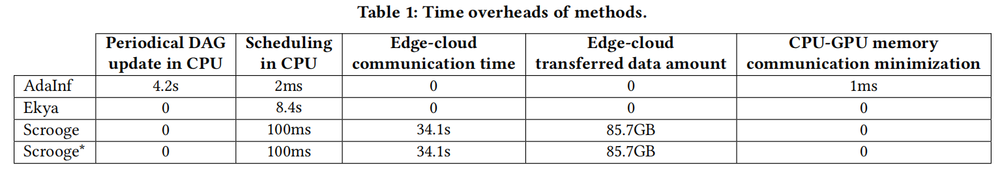 Table 1: Time overheads of methods.
Periodical DAG update in CPU Scheduling in CPU Edge-cloud communication time Edge-cloud transferred data amount CPU-GPU memory communication minimization
AdaInf 4.2s 2ms 0 0 1ms
Ekya 0 8.4s 0 0 0
Scrooge 0 100ms 34.1s 85.7GB 0
Scrooge* 0 100ms 34.1s 85.7GB 0